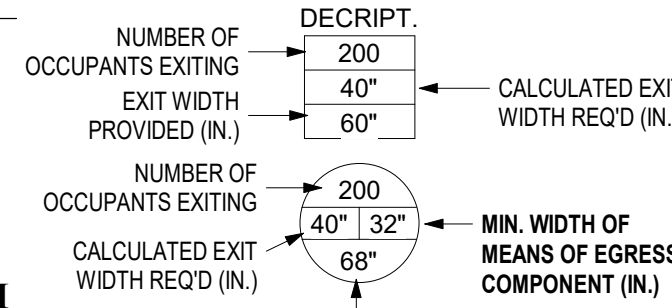 DECRIPT.
NUMBER OF
OCCUPANTS EXITING
200
40"
CALCULATED EXIT
WIDTH REQ'D (IN.
EXIT WIDTH
PROVIDED (IN.)
60"
NUMBER OF
OCCUPANTS EXITING
200
40" 32"
MIN. WIDTH OF
MEANS OF EGRESS
COMPONENT (IN.)
CALCULATED EXIT
WIDTH REQ'D (IN.)
68"